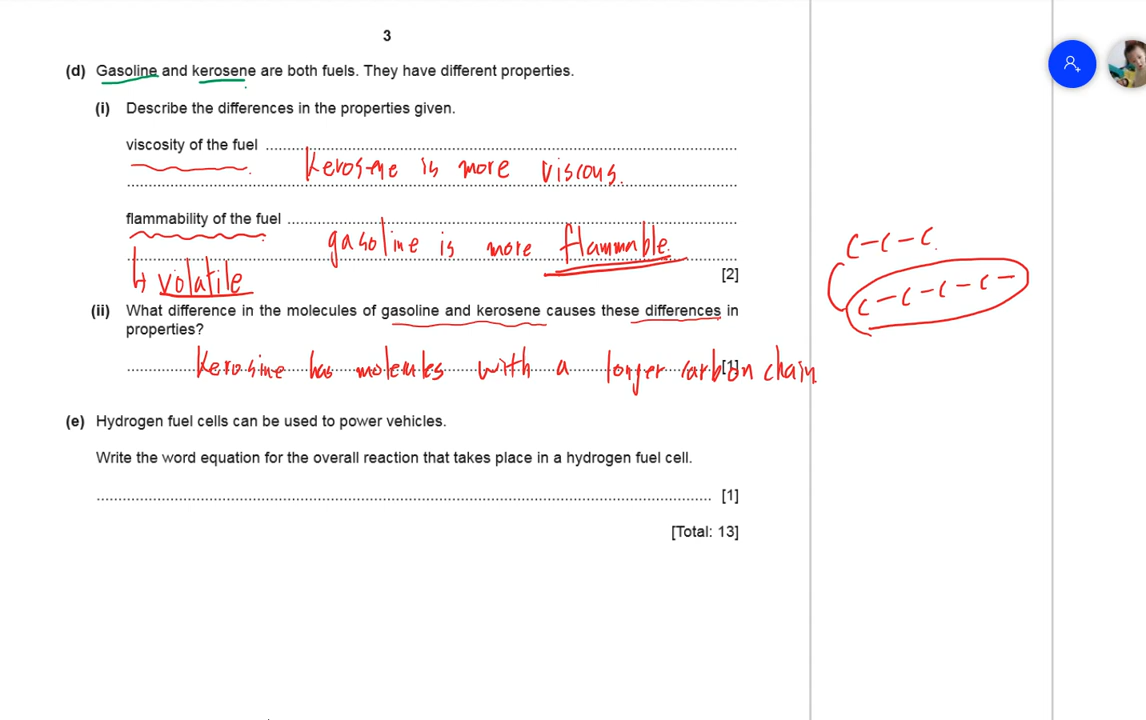 3
(d) Gasoline and kerosene are both fuels. They have different properties.
(i) Describe the differences in the properties given.
viscosity of the fuel
Kerosene is more viscous.
flammability of the fuel
gasoline is more flammable.
↳ volatile
[2]
C-C-C
C-C-C-C-
(ii) What difference in the molecules of gasoline and kerosene causes these differences in
properties?
Kerosine has molecules with a longer carbon chain
[1]
(e) Hydrogen fuel cells can be used to power vehicles.
Write the word equation for the overall reaction that takes place in a hydrogen fuel cell.
[1]
[Total: 13]